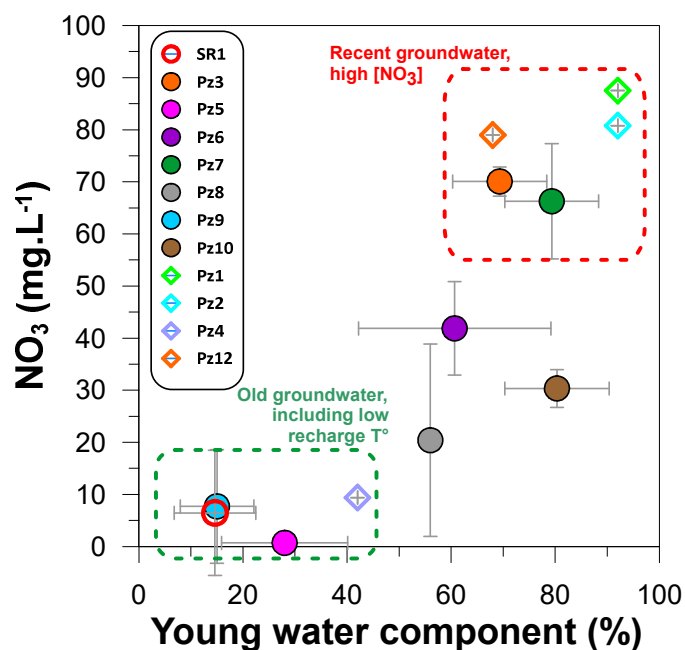 NO₃ (mg.L⁻¹)
100
90
80
70
60
50
40
30
20
10
0
SR1
Pz3
Pz5
Pz6
Pz7
Pz8
Pz9
Pz10
Pz1
Pz2
Pz4
Pz12
Recent groundwater,
high [NO₃]
Old groundwater,
including low
recharge T°
0
20
40
60
80
100
Young water component (%)